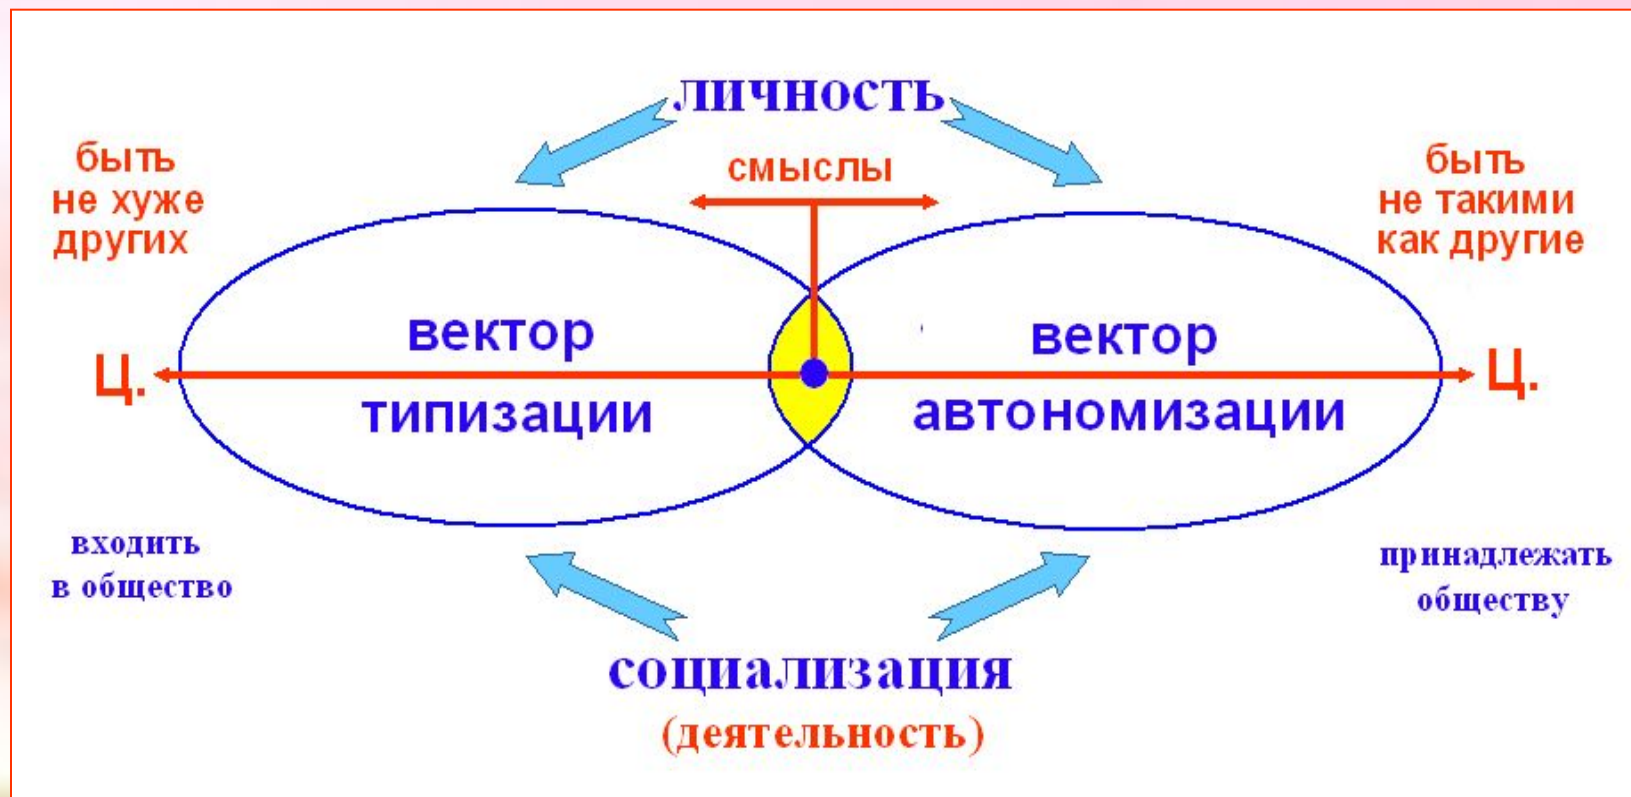 личность
смыслы
быть
не хуже
других
быть
не такими
как другие
вектор
типизации
вектор
автономизации
Ц.
Ц.
входить
в общество
принадлежать
обществу
социализация
(деятельность)